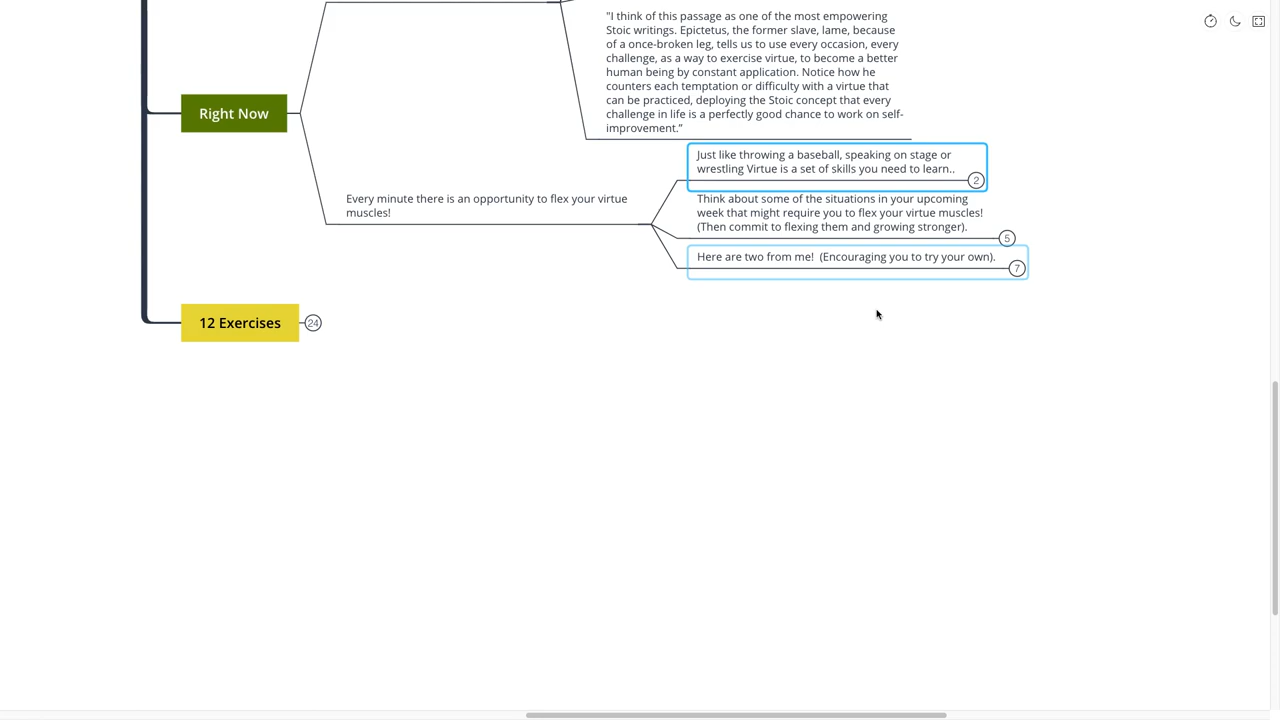 "I think of this passage as one of the most empowering
Stoic writings. Epictetus, the former slave, lame, because
of a once-broken leg, tells us to use every occasion, every
challenge, as a way to exercise virtue, to become a better
human being by constant application. Notice how he
counters each temptation or difficulty with a virtue that
can be practiced, deploying the Stoic concept that every
challenge in life is a perfectly good chance to work on self-
improvement.”
Right Now
Every minute there is an opportunity to flex your virtue
muscles!
Just like throwing a baseball, speaking on stage or
wrestling Virtue is a set of skills you need to learn..
2
Think about some of the situations in your upcoming
week that might require you to flex your virtue muscles!
(Then commit to flexing them and growing stronger).
5
Here are two from me!  (Encouraging you to try your own).
7
12 Exercises
24